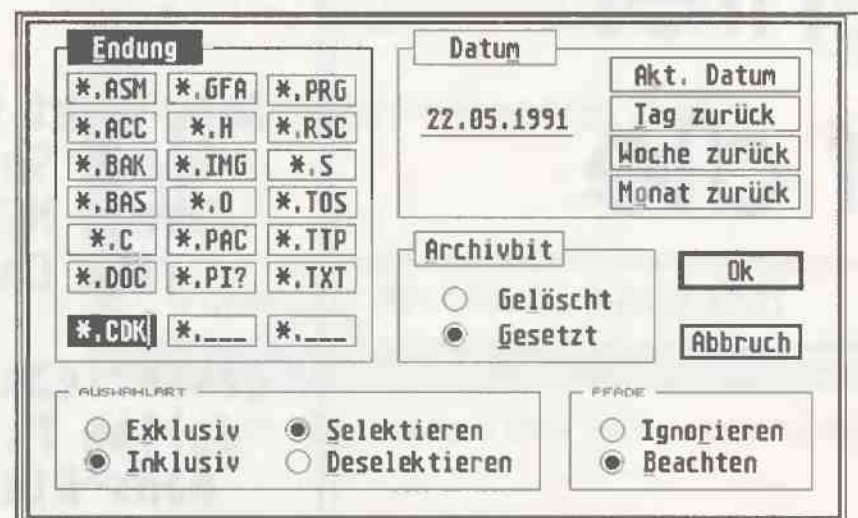 Endung
*.ASM *.GFA *.PRG
*.ACC *.H *.RSC
*.BAK *.IMG *.S
*.BAS *.O *.TOS
*.C *.PAC *.TTP
*.DOC *.PI? *.TXT
*.CDK *.___ *.___
Datum
22.05.1991
Akt. Datum
Tag zurück
Woche zurück
Monat zurück
Archivbit
Gelöscht
Gesetzt
Ok
Abbruch
AUSWAHLART
Exklusiv Selektieren
Inklusiv Deselektieren
PFADE
Ignorieren
Beachten